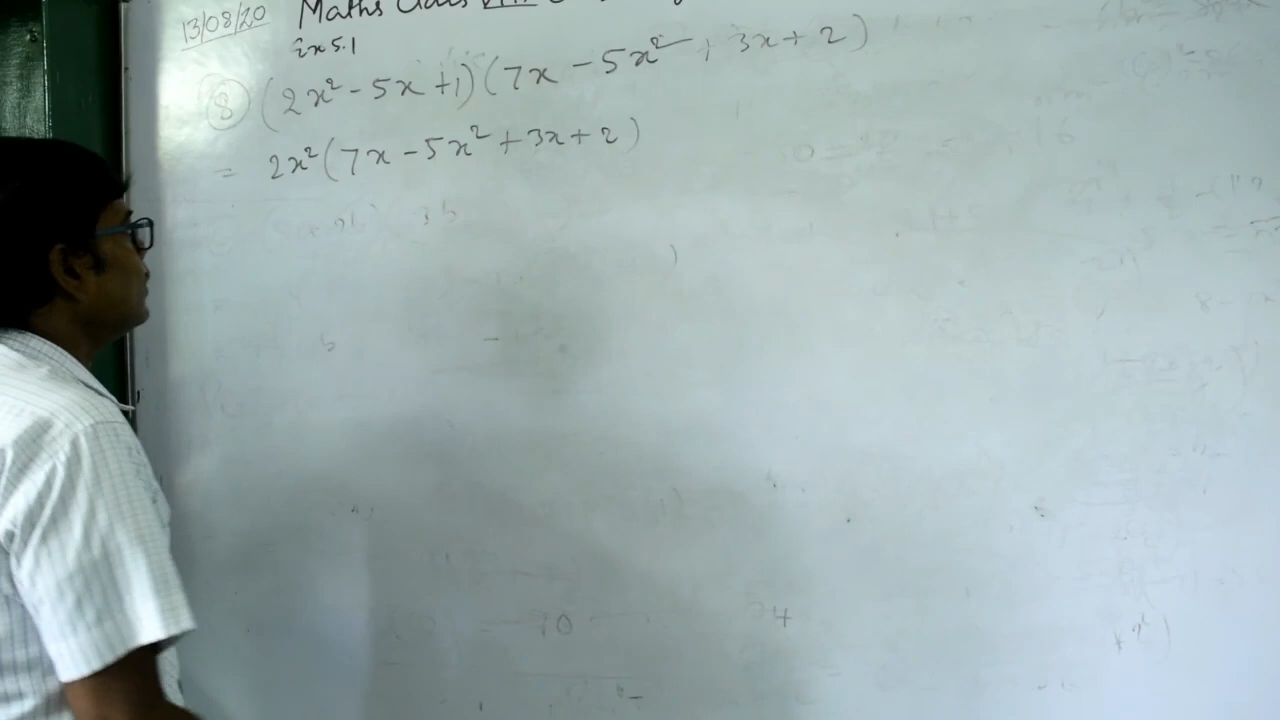 13/08/20 Maths Class VIII
Ex 5.1
⑧ (2x² - 5x + 1) (7x - 5x² + 3x + 2)
= 2x² (7x - 5x² + 3x + 2)